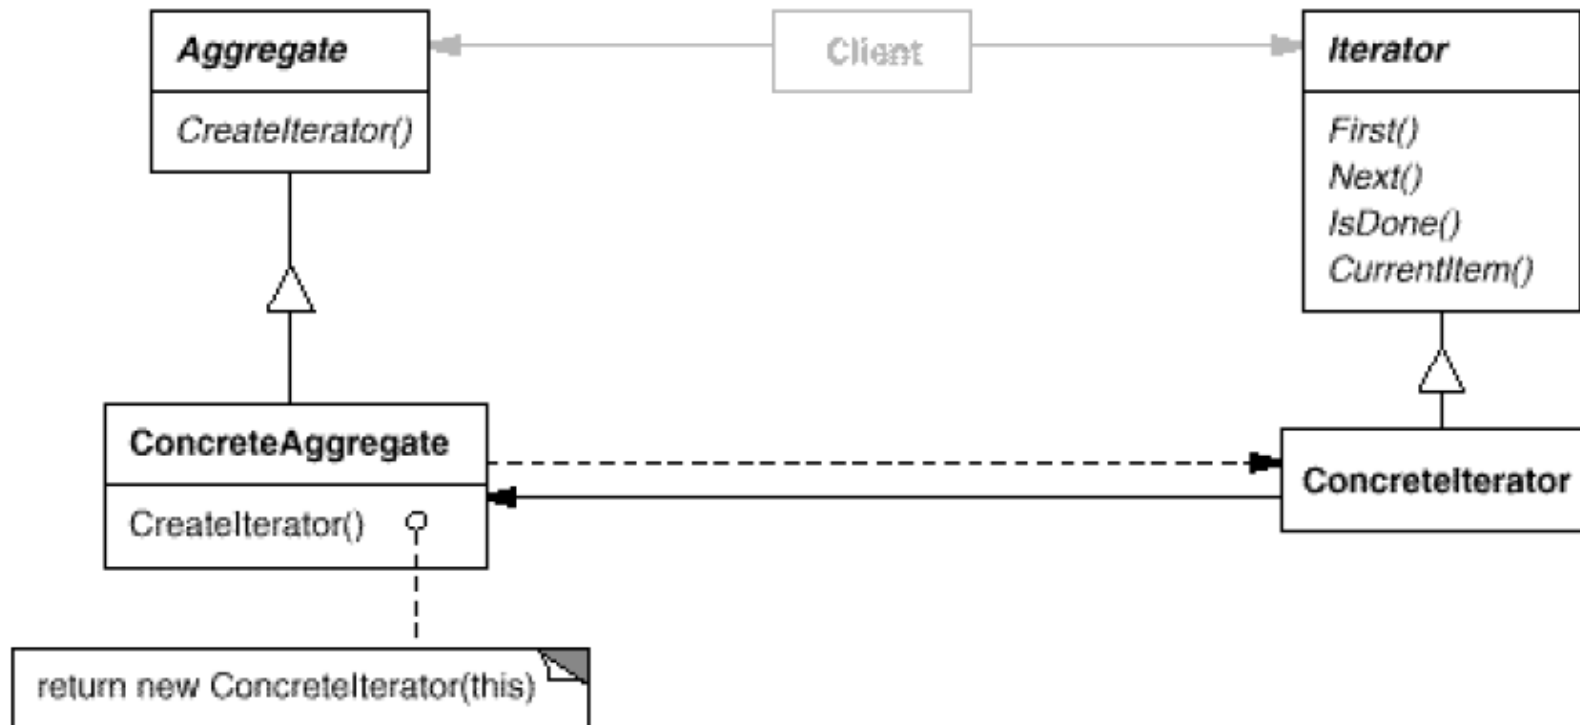 Aggregate
CreateIterator()
Client
Iterator
First()
Next()
IsDone()
CurrentItem()
ConcreteAggregate
CreateIterator()
ConcreteIterator
return new ConcreteIterator(this)